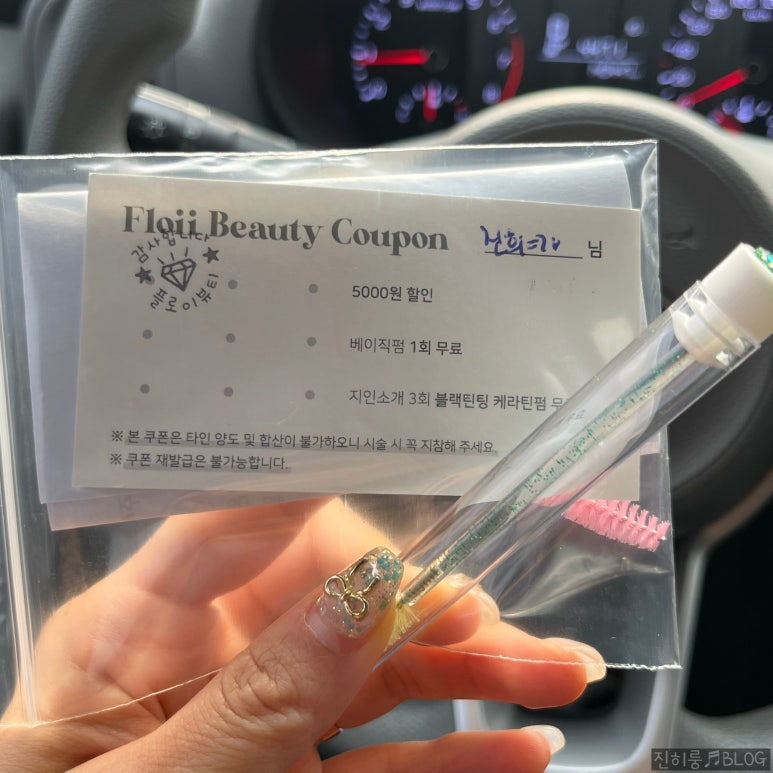 Floii Beauty Coupon 님
감사합니다
플로이뷰티
5000원 할인
베이직펌 1회 무료
지인소개 3회 블랙틴팅 케라틴펌
※ 본 쿠폰은 타인 양도 및 합산이 불가하오니 시술 시 꼭 지참해 주세요.
※ 쿠폰 재발급은 불가능합니다.
진히룽♬BLOG